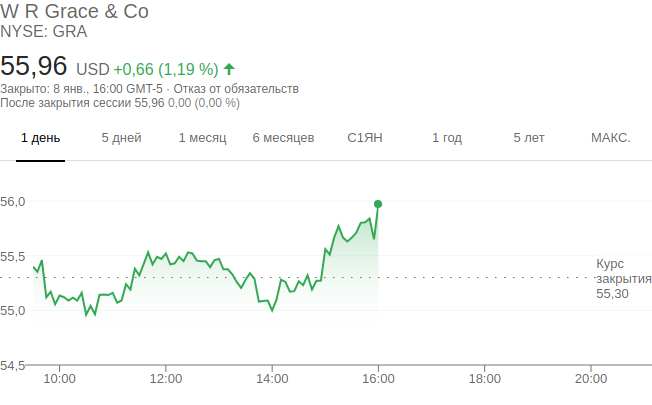 W R Grace & Co
NYSE: GRA
55,96 USD +0,66 (1,19 %)
Закрыто: 8 янв., 16:00 GMT-5 · Отказ от обязательств
После закрытия сессии 55,96 0,00 (0,00 %)
1 день 5 дней 1 месяц 6 месяцев С1ЯН 1 год 5 лет МАКС.
56,0
55,5
Курс
закрытия
55,30
55,0
54,5
10:00 12:00 14:00 16:00 18:00 20:00